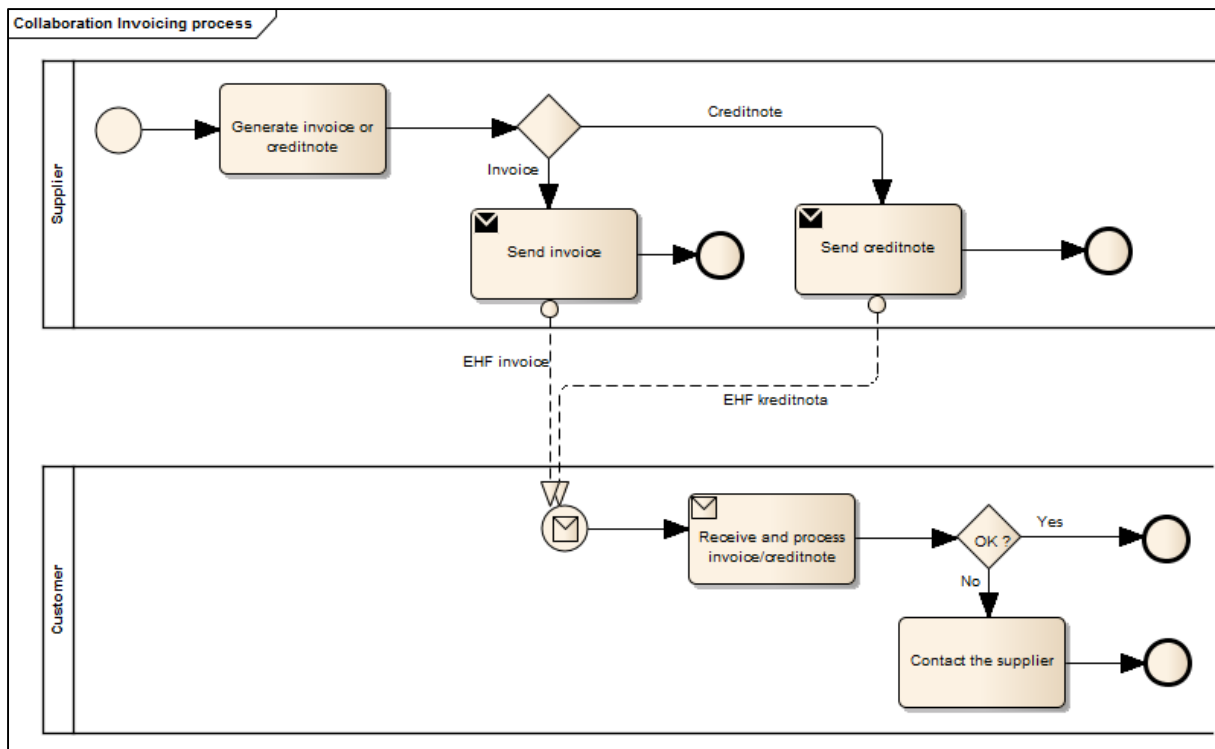 Collaboration Invoicing process
Supplier
Generate invoice or
creditnote
Creditnote
Invoice
Send invoice
Send creditnote
EHF invoice
EHF kreditnota
Customer
Receive and process
invoice/creditnote
OK ?
Yes
No
Contact the supplier